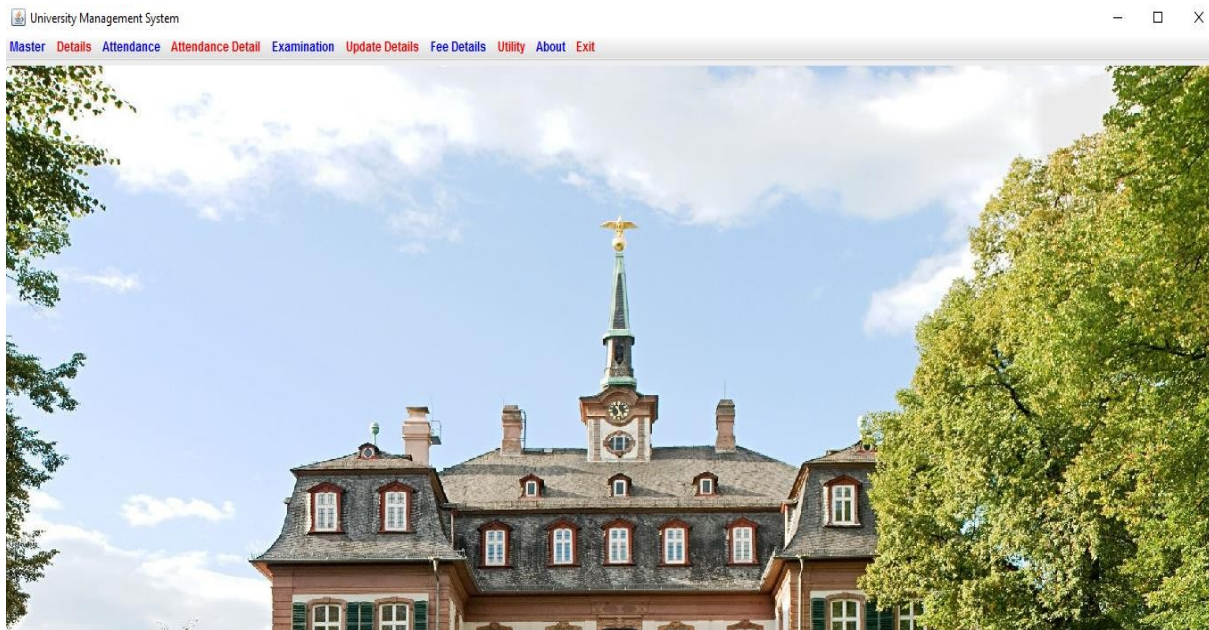 University Management System
Master Details Attendance Attendance Detail Examination Update Details Fee Details Utility About Exit